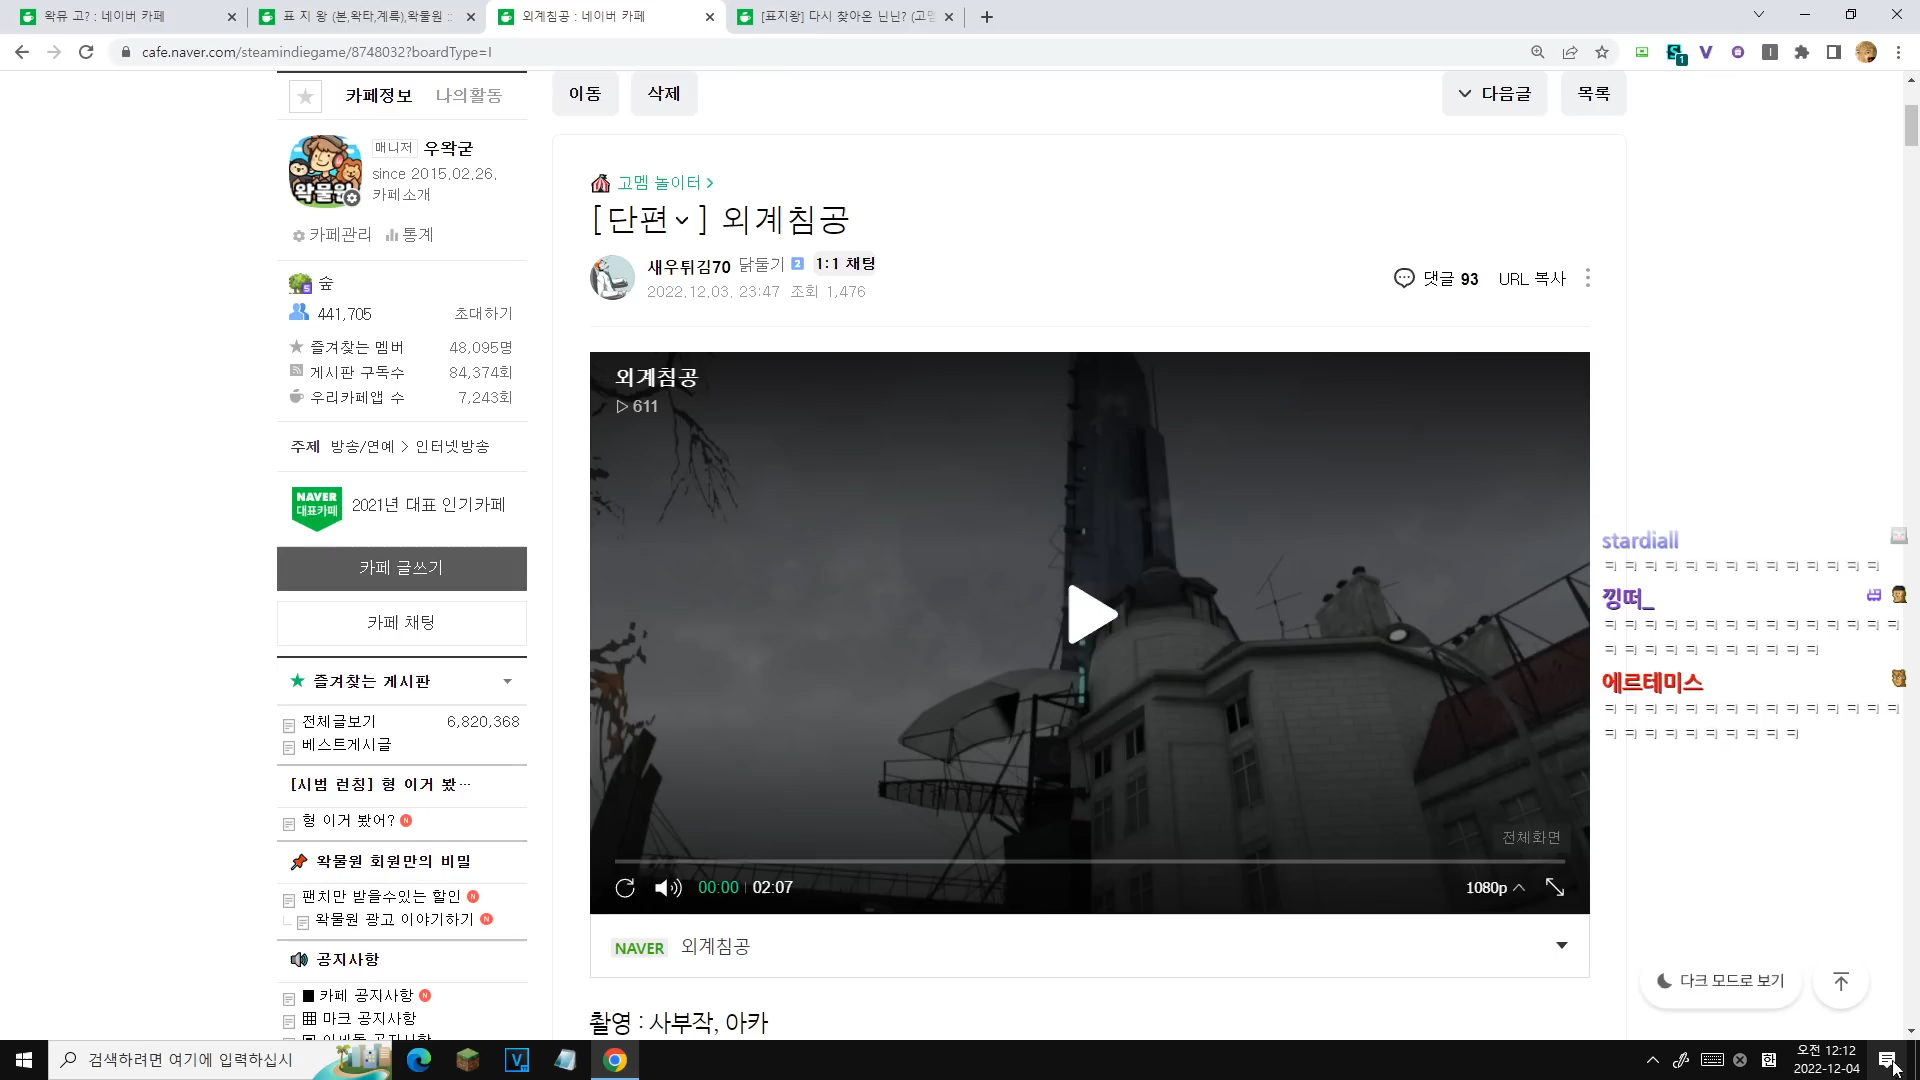 왁뮤 고? : 네이버 카페
표 지 왕 (본,왁타,계륵),왁물원 ::
외계침공 : 네이버 카페
[표지왕] 다시 찾아온 닌닌? (고멤
cafe.naver.com/steamindiegame/8748032?boardType=I
카페정보 나의활동
매니저 우왁굳
since 2015.02.26.
카페소개
왁물원
카페관리 통계
숲
441,705 초대하기
즐겨찾는 멤버 48,095명
게시판 구독수 84,374회
우리카페앱 수 7,243회
주제 방송/연예 > 인터넷방송
NAVER
대표카페
2021년 대표 인기카페
카페 글쓰기
카페 채팅
즐겨찾는 게시판
전체글보기 6,820,368
베스트게시글
[시범 런칭] 형 이거 봤…
형 이거 봤어? N
왁물원 회원만의 비밀
팬치만 받을수있는 할인 N
왁물원 광고 이야기하기 N
공지사항
■ 카페 공지사항 N
마크 공지사항
이동 삭제
다음글 목록
고멤 놀이터 >
[단편] 외계침공
새우튀김70 닭둘기 2 1:1 채팅
2022.12.03. 23:47 조회 1,476
댓글 93 URL 복사
외계침공
611
전체화면
00:00 02:07
1080p
NAVER 외계침공
촬영 : 사부작, 아카
stardiall
ㅋㅋㅋㅋㅋㅋㅋㅋㅋㅋㅋㅋㅋㅋ
낑떠_
ㅋㅋㅋㅋㅋㅋㅋㅋㅋㅋㅋㅋㅋㅋㅋ
ㅋㅋㅋㅋㅋㅋㅋㅋㅋㅋㅋ
에르테미스
ㅋㅋㅋㅋㅋㅋㅋㅋㅋㅋㅋㅋㅋㅋㅋ
ㅋㅋㅋㅋㅋㅋㅋㅋㅋㅋ
다크 모드로 보기
검색하려면 여기에 입력하십시
한
오전 12:12
2022-12-04